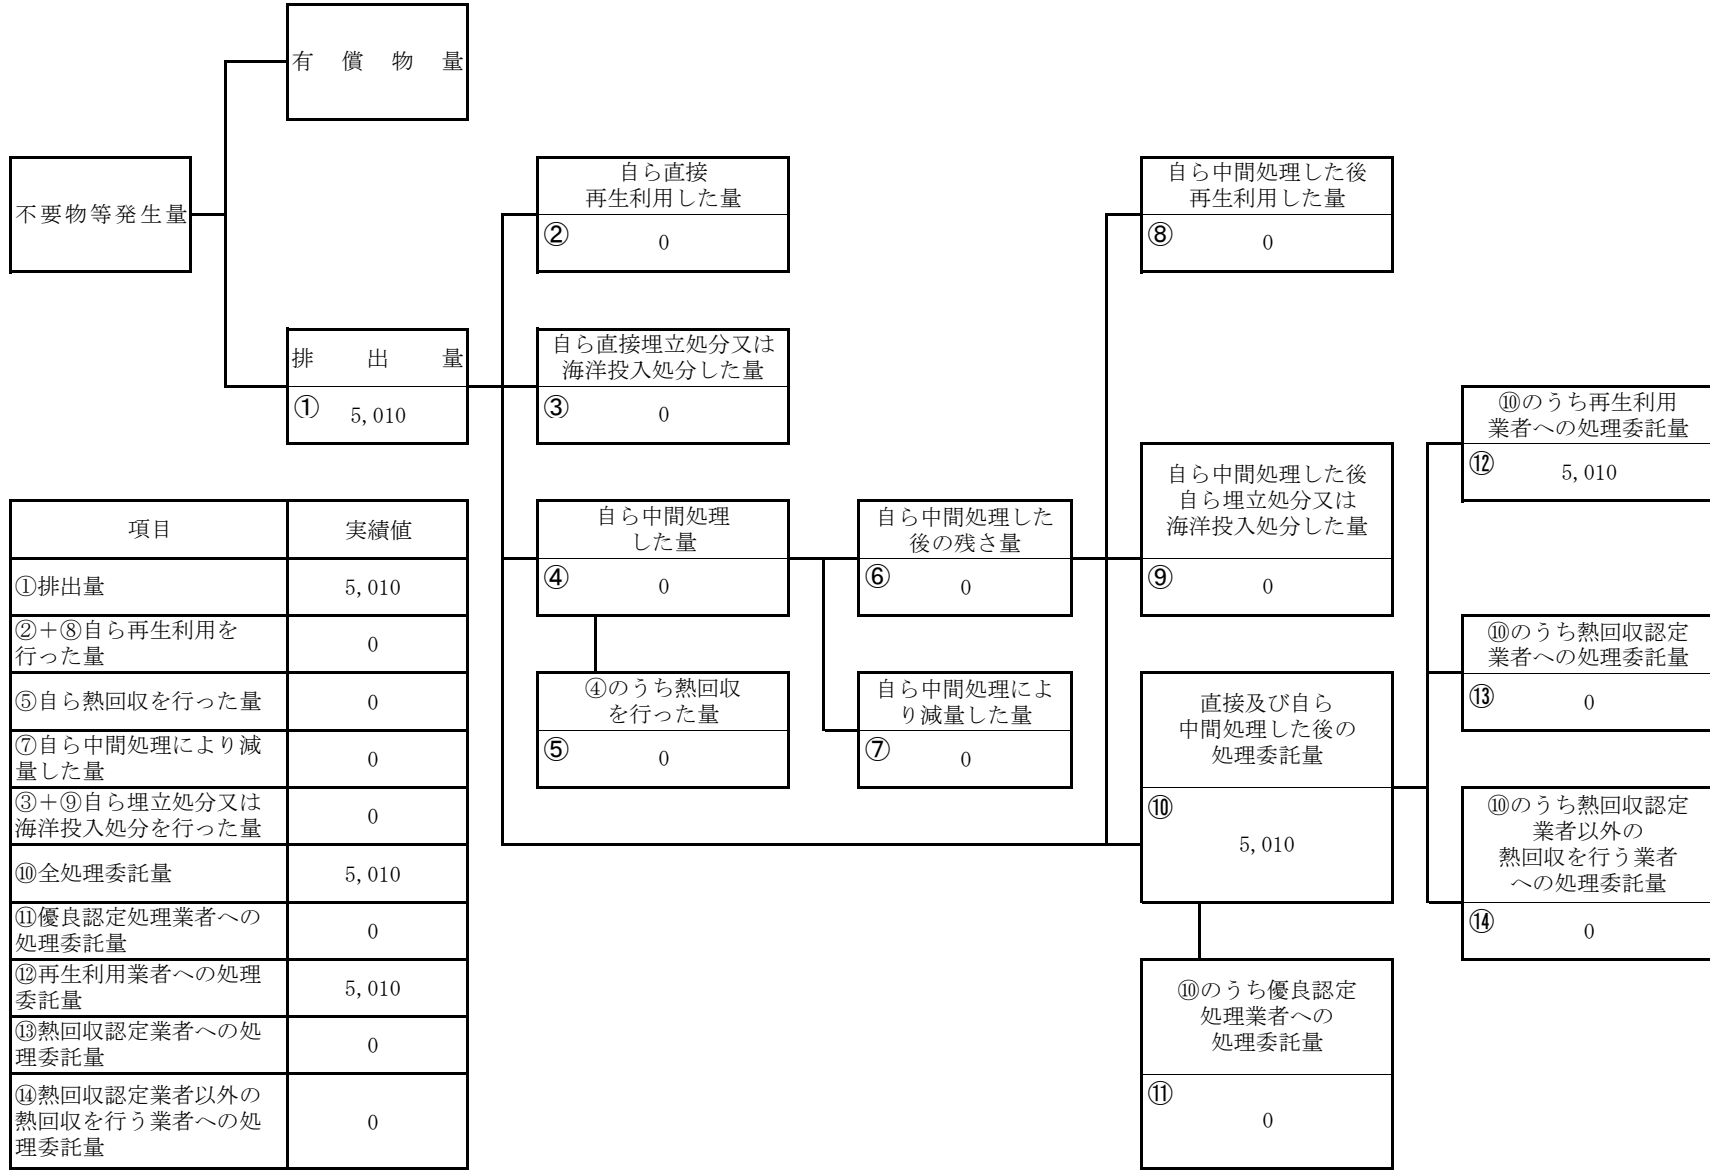 有償物量
不要物等発生量
自ら直接
再生利用した量
② 0
自ら中間処理した後
再生利用した量
⑧ 0
排出量
① 5,010
自ら直接埋立処分又は
海洋投入処分した量
③ 0
⑩のうち再生利用
業者への処理委託量
⑫ 5,010
自ら中間処理
した量
④ 0
自ら中間処理した
後の残さ量
⑥ 0
自ら中間処理した後
自ら埋立処分又は
海洋投入処分した量
⑨ 0
⑩のうち熱回収認定
業者への処理委託量
⑬ 0
④のうち熱回収
を行った量
⑤ 0
自ら中間処理によ
り減量した量
⑦ 0
直接及び自ら
中間処理した後の
処理委託量
⑩
5,010
⑩のうち熱回収認定
業者以外の
熱回収を行う業者
への処理委託量
⑭ 0
⑩のうち優良認定
処理業者への
処理委託量
⑪
0
項目 実績値
①排出量 5,010
②＋⑧自ら再生利用を
行った量 0
⑤自ら熱回収を行った量 0
⑦自ら中間処理により減
量した量 0
③＋⑨自ら埋立処分又は
海洋投入処分を行った量 0
⑩全処理委託量 5,010
⑪優良認定処理業者への
処理委託量 0
⑫再生利用業者への処理
委託量 5,010
⑬熱回収認定業者への処
理委託量 0
⑭熱回収認定業者以外の
熱回収を行う業者への処
理委託量 0